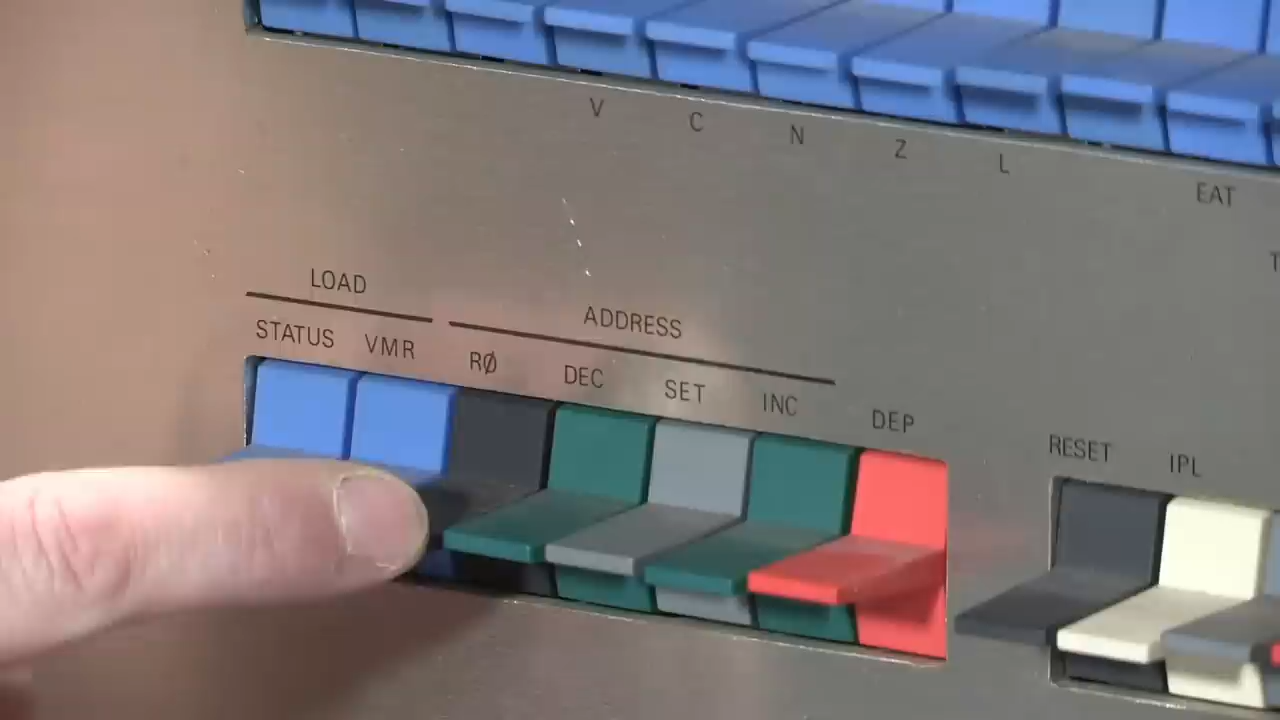 V C N Z L
EAT
LOAD
ADDRESS
STATUS VMR RØ DEC SET INC DEP
RESET IPL